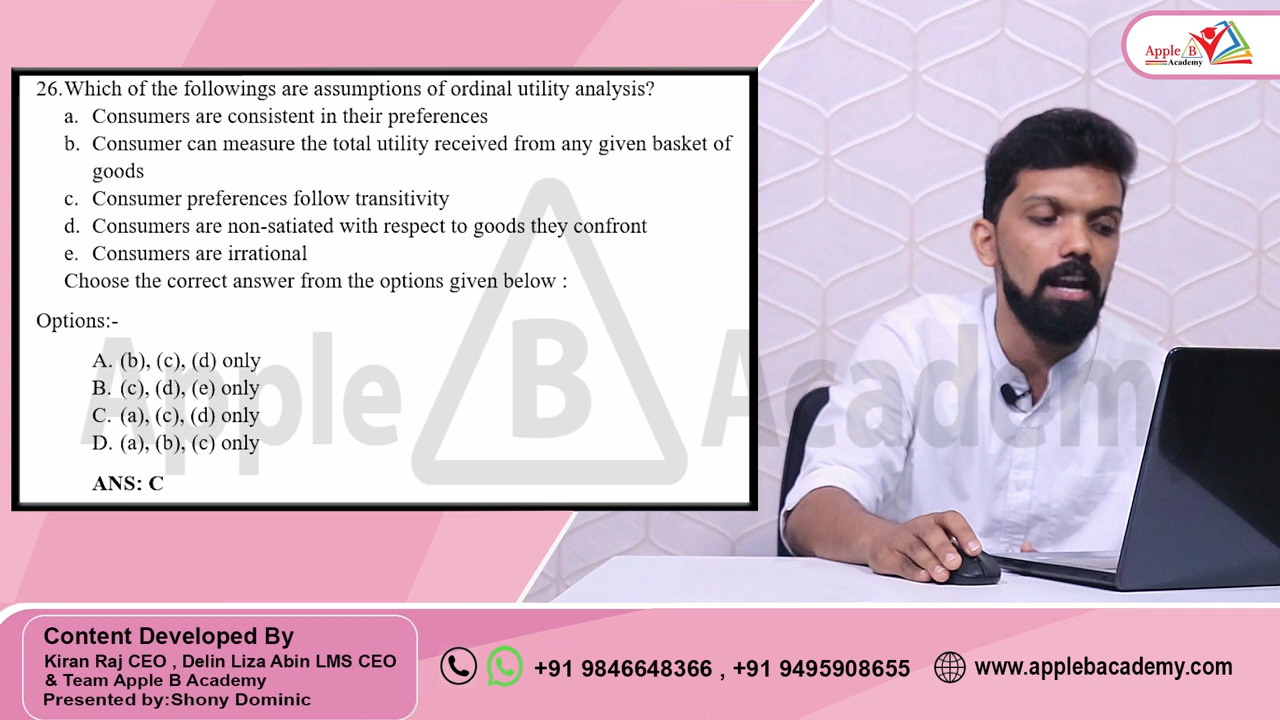 Apple B
Academy
26.Which of the followings are assumptions of ordinal utility analysis?
a. Consumers are consistent in their preferences
b. Consumer can measure the total utility received from any given basket of
goods
c. Consumer preferences follow transitivity
d. Consumers are non-satiated with respect to goods they confront
e. Consumers are irrational
Choose the correct answer from the options given below :
Options:-
A. (b), (c), (d) only
B. (c), (d), (e) only
C. (a), (c), (d) only
D. (a), (b), (c) only
ANS: C
Apple B Academy
Content Developed By
Kiran Raj CEO , Delin Liza Abin LMS CEO
& Team Apple B Academy
Presented by:Shony Dominic
+91 9846648366 , +91 9495908655
www.applebacademy.com